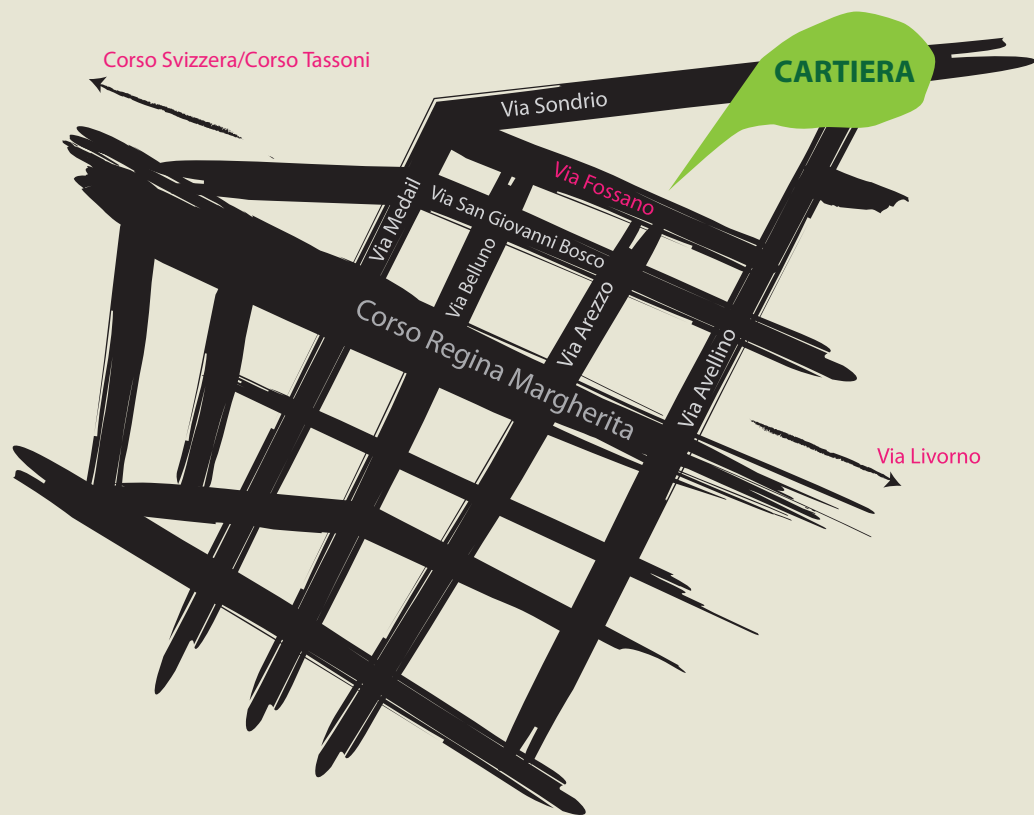 Corso Svizzera/Corso Tassoni
CARTIERA
Via Sondrio
Via Fossano
Via Medail
Via San Giovanni Bosco
Via Belluno
Via Arezzo
Corso Regina Margherita
Via Avellino
Via Livorno